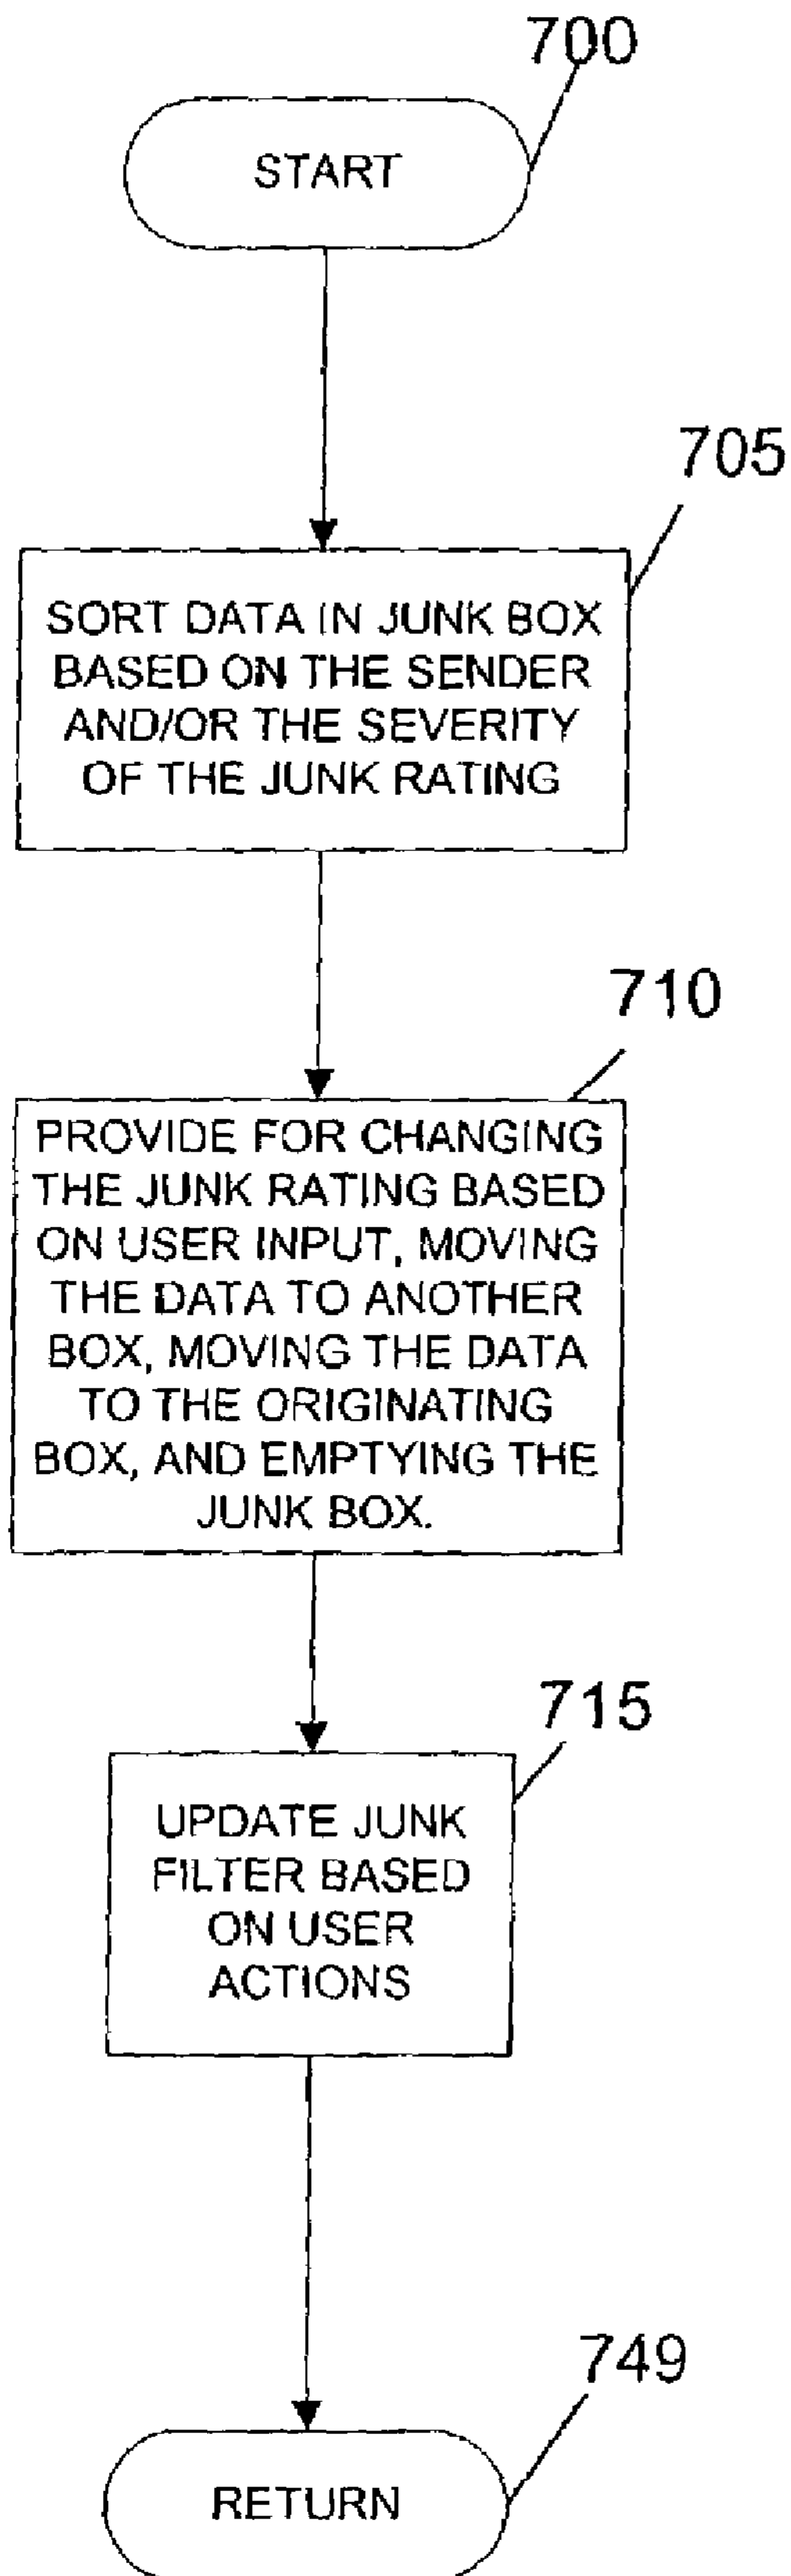 700
START
705
SORT DATA IN JUNK BOX
BASED ON THE SENDER
AND/OR THE SEVERITY
OF THE JUNK RATING
710
PROVIDE FOR CHANGING
THE JUNK RATING BASED
ON USER INPUT, MOVING
THE DATA TO ANOTHER
BOX, MOVING THE DATA
TO THE ORIGINATING
BOX, AND EMPTYING THE
JUNK BOX.
715
UPDATE JUNK
FILTER BASED
ON USER
ACTIONS
749
RETURN